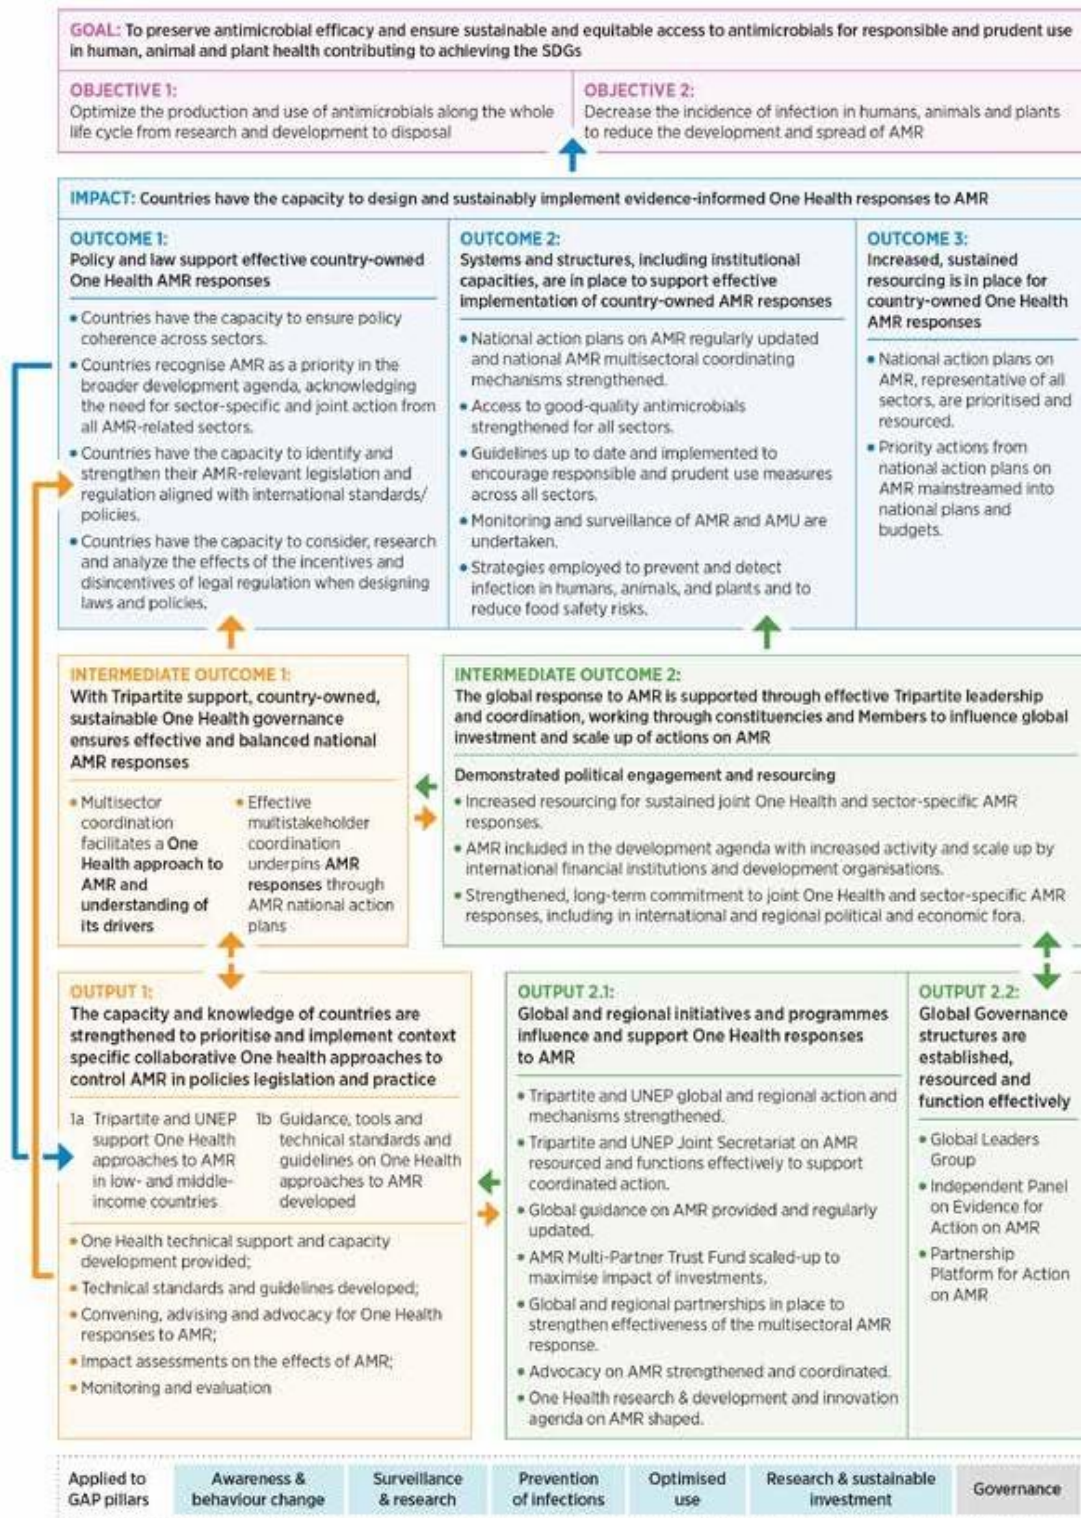 GOAL: To preserve antimicrobial efficacy and ensure sustainable and equitable access to antimicrobials for responsible and prudent use
in human, animal and plant health contributing to achieving the SDGs
OBJECTIVE 1:
Optimize the production and use of antimicrobials along the whole
life cycle from research and development to disposal
OBJECTIVE 2:
Decrease the incidence of infection in humans, animals and plants
to reduce the development and spread of AMR
IMPACT: Countries have the capacity to design and sustainably implement evidence-informed One Health responses to AMR
OUTCOME 1:
Policy and law support effective country-owned
One Health AMR responses
• Countries have the capacity to ensure policy
coherence across sectors.
• Countries recognise AMR as a priority in the
broader development agenda, acknowledging
the need for sector-specific and joint action from
all AMR-related sectors.
• Countries have the capacity to identify and
strengthen their AMR-relevant legislation and
regulation aligned with international standards/
policies.
• Countries have the capacity to consider, research
and analyze the effects of the incentives and
disincentives of legal regulation when designing
laws and policies.
OUTCOME 2:
Systems and structures, including institutional
capacities, are in place to support effective
implementation of country-owned AMR responses
• National action plans on AMR regularly updated
and national AMR multisectoral coordinating
mechanisms strengthened.
• Access to good-quality antimicrobials
strengthened for all sectors.
• Guidelines up to date and implemented to
encourage responsible and prudent use measures
across all sectors.
• Monitoring and surveillance of AMR and AMU are
undertaken.
• Strategies employed to prevent and detect
infection in humans, animals, and plants and to
reduce food safety risks.
OUTCOME 3:
Increased, sustained
resourcing is in place for
country-owned One Health
AMR responses
• National action plans on
AMR, representative of all
sectors, are prioritised and
resourced.
• Priority actions from
national action plans on
AMR mainstreamed into
national plans and
budgets.
INTERMEDIATE OUTCOME 1:
With Tripartite support, country-owned,
sustainable One Health governance
ensures effective and balanced national
AMR responses
• Multisector
coordination
facilitates a One
Health approach to
AMR and
understanding of
its drivers
• Effective
multistakeholder
coordination
underpins AMR
responses through
AMR national action
plans
INTERMEDIATE OUTCOME 2:
The global response to AMR is supported through effective Tripartite leadership
and coordination, working through constituencies and Members to influence global
investment and scale up of actions on AMR
Demonstrated political engagement and resourcing
• Increased resourcing for sustained joint One Health and sector-specific AMR
responses.
• AMR included in the development agenda with increased activity and scale up by
international financial institutions and development organisations.
• Strengthened, long-term commitment to joint One Health and sector-specific AMR
responses, including in international and regional political and economic fora.
OUTPUT 1:
The capacity and knowledge of countries are
strengthened to prioritise and implement context
specific collaborative One health approaches to
control AMR in policies legislation and practice
1a Tripartite and UNEP
support One Health
approaches to AMR
in low- and middle-
income countries
1b Guidance, tools and
technical standards and
guidelines on One Health
approaches to AMR
developed
• One Health technical support and capacity
development provided;
• Technical standards and guidelines developed;
• Convening, advising and advocacy for One Health
responses to AMR;
• Impact assessments on the effects of AMR;
• Monitoring and evaluation
OUTPUT 2.1:
Global and regional initiatives and programmes
influence and support One Health responses
to AMR
• Tripartite and UNEP global and regional action and
mechanisms strengthened.
• Tripartite and UNEP Joint Secretariat on AMR
resourced and functions effectively to support
coordinated action.
• Global guidance on AMR provided and regularly
updated.
• AMR Multi-Partner Trust Fund scaled-up to
maximise impact of investments.
• Global and regional partnerships in place to
strengthen effectiveness of the multisectoral AMR
response.
• Advocacy on AMR strengthened and coordinated.
• One Health research & development and innovation
agenda on AMR shaped.
OUTPUT 2.2:
Global Governance
structures are
established,
resourced and
function effectively
• Global Leaders
Group
• Independent Panel
on Evidence for
Action on AMR
• Partnership
Platform for Action
on AMR
Applied to
GAP pillars
Awareness &
behaviour change
Surveillance
& research
Prevention
of infections
Optimised
use
Research & sustainable
investment
Governance